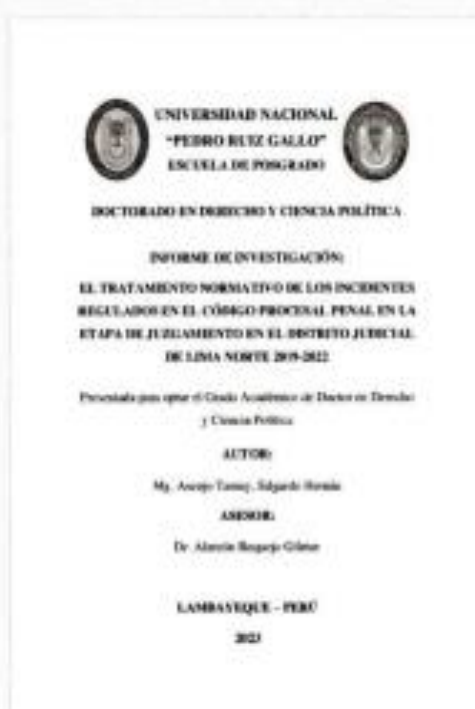 UNIVERSIDAD NACIONAL
"PEDRO RUIZ GALLO"
ESCUELA DE POSGRADO
DOCTORADO EN DERECHO Y CIENCIA POLÍTICA
INFORME DE INVESTIGACIÓN:
EL TRATAMIENTO NORMATIVO DE LOS INCIDENTES
REGULADOS EN EL CÓDIGO PROCESAL PENAL EN LA
ETAPA DE JUZGAMIENTO EN EL DISTRITO JUDICIAL
DE LIMA NORTE 2019-2022
Presentada para optar el Grado Académico de Doctor en Derecho
y Ciencia Política
AUTOR:
Mg. Edgardo
ASESOR:
Dr.
LAMBAYEQUE – PERÚ
2023